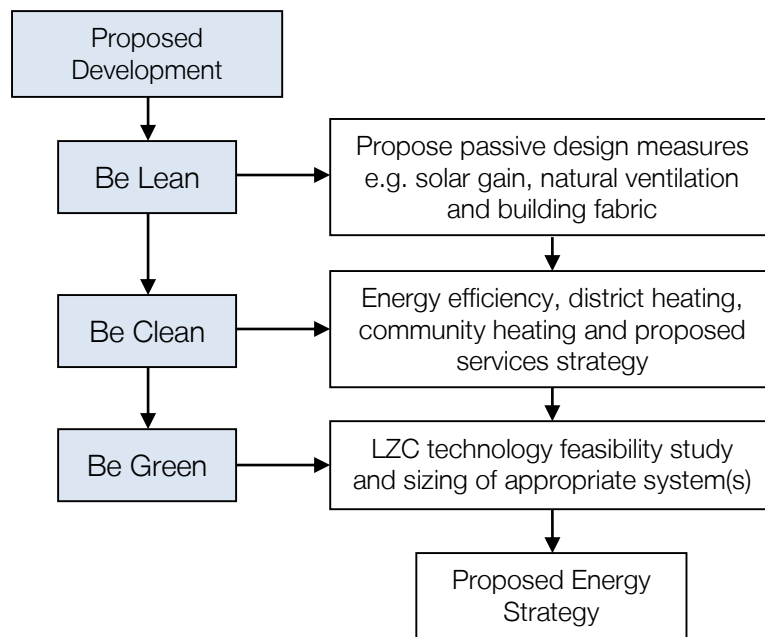 Proposed
Development
Be Lean
Propose passive design measures
e.g. solar gain, natural ventilation
and building fabric
Be Clean
Energy efficiency, district heating,
community heating and proposed
services strategy
Be Green
LZC technology feasibility study
and sizing of appropriate system(s)
Proposed Energy
Strategy